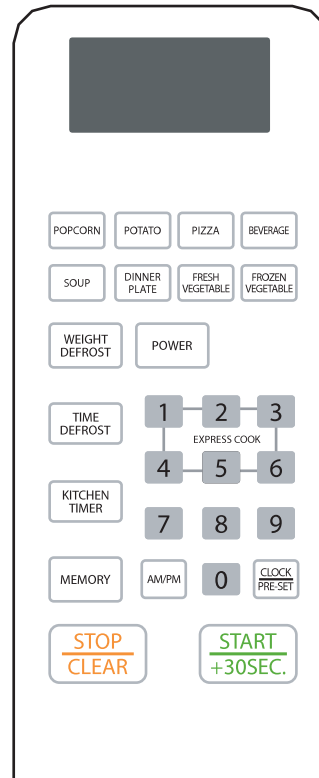 POPCORN POTATO PIZZA BEVERAGE
SOUP DINNER PLATE FRESH VEGETABLE FROZEN VEGETABLE
WEIGHT DEFROST POWER
TIME DEFROST
1 2 3
EXPRESS COOK
4 5 6
KITCHEN TIMER
7 8 9
MEMORY AM/PM 0 CLOCK PRE-SET
STOP CLEAR START +30SEC.